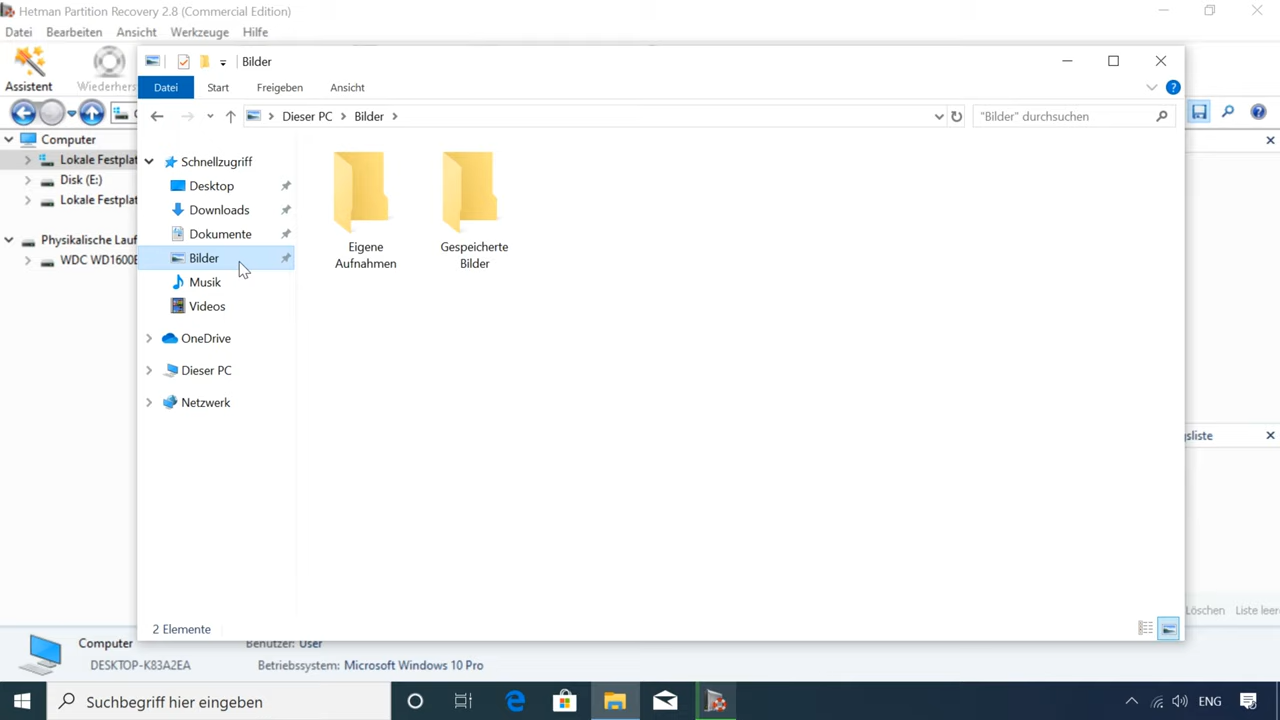 Hetman Partition Recovery 2.8 (Commercial Edition)
Datei Bearbeiten Ansicht Werkzeuge Hilfe
Assistent
Wiederhers
Computer
Lokale Festplat
Disk (E:)
Lokale Festplat
Physikalische Lauf
WDC WD1600B
Bilder
Datei Start Freigeben Ansicht
Dieser PC Bilder
"Bilder" durchsuchen
Schnellzugriff
Desktop
Downloads
Dokumente
Bilder
Musik
Videos
OneDrive
Dieser PC
Netzwerk
Eigene
Aufnahmen
Gespeicherte
Bilder
2 Elemente
gsliste
Löschen Liste leere
Computer
DESKTOP-K83A2EA
Benutzer: User
Betriebssystem: Microsoft Windows 10 Pro
Suchbegriff hier eingeben
ENG